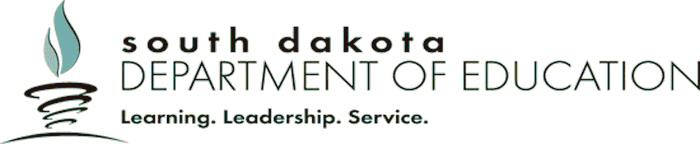 south dakota
DEPARTMENT OF EDUCATION
Learning. Leadership. Service.